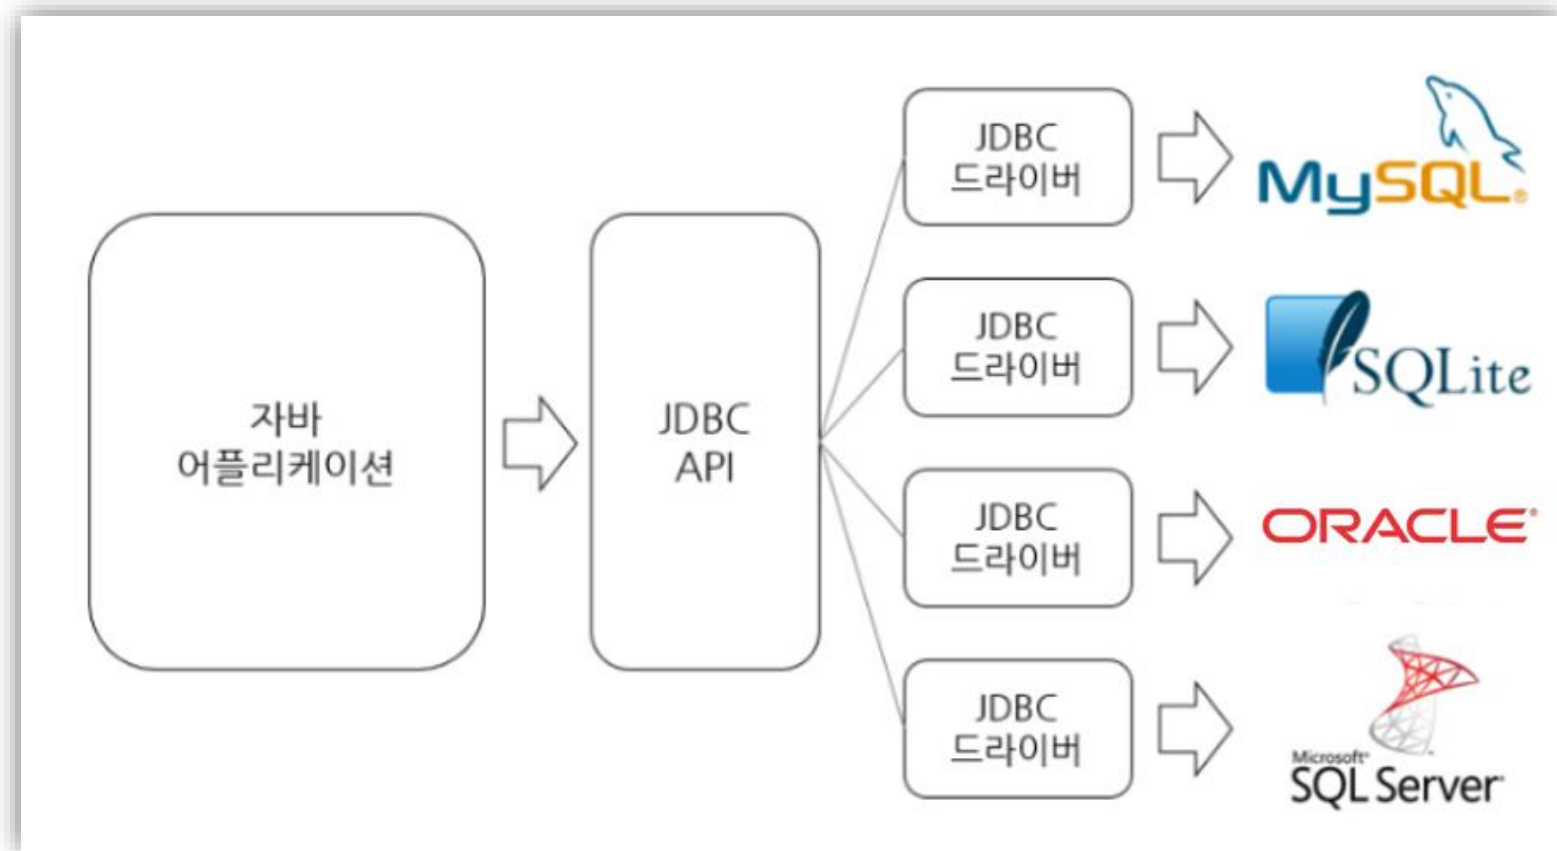 자바
어플리케이션
JDBC
API
JDBC
드라이버
MySQL®
JDBC
드라이버
SQLite
JDBC
드라이버
ORACLE®
JDBC
드라이버
Microsoft®
SQL Server